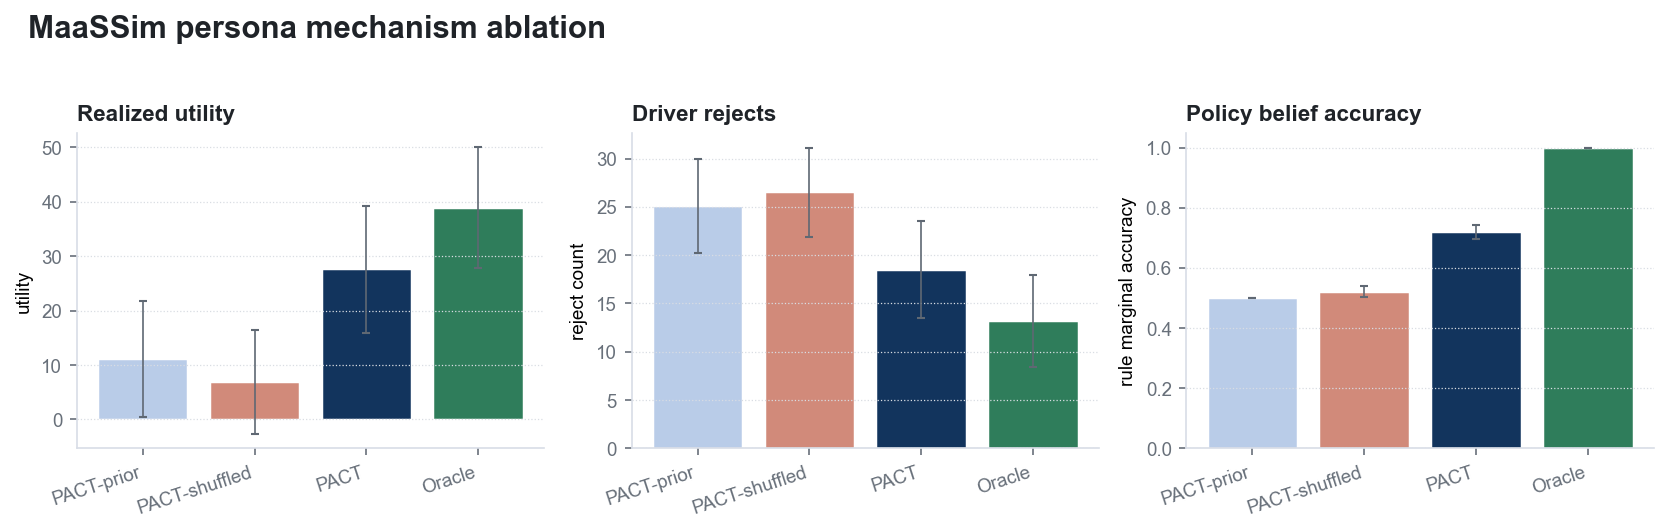 MaaSSim persona mechanism ablation
Realized utility
utility
50
40
30
20
10
0
PACT-prior
PACT-shuffled
PACT
Oracle
Driver rejects
reject count
30
25
20
15
10
5
0
PACT-prior
PACT-shuffled
PACT
Oracle
Policy belief accuracy
rule marginal accuracy
1.0
0.8
0.6
0.4
0.2
0.0
PACT-prior
PACT-shuffled
PACT
Oracle